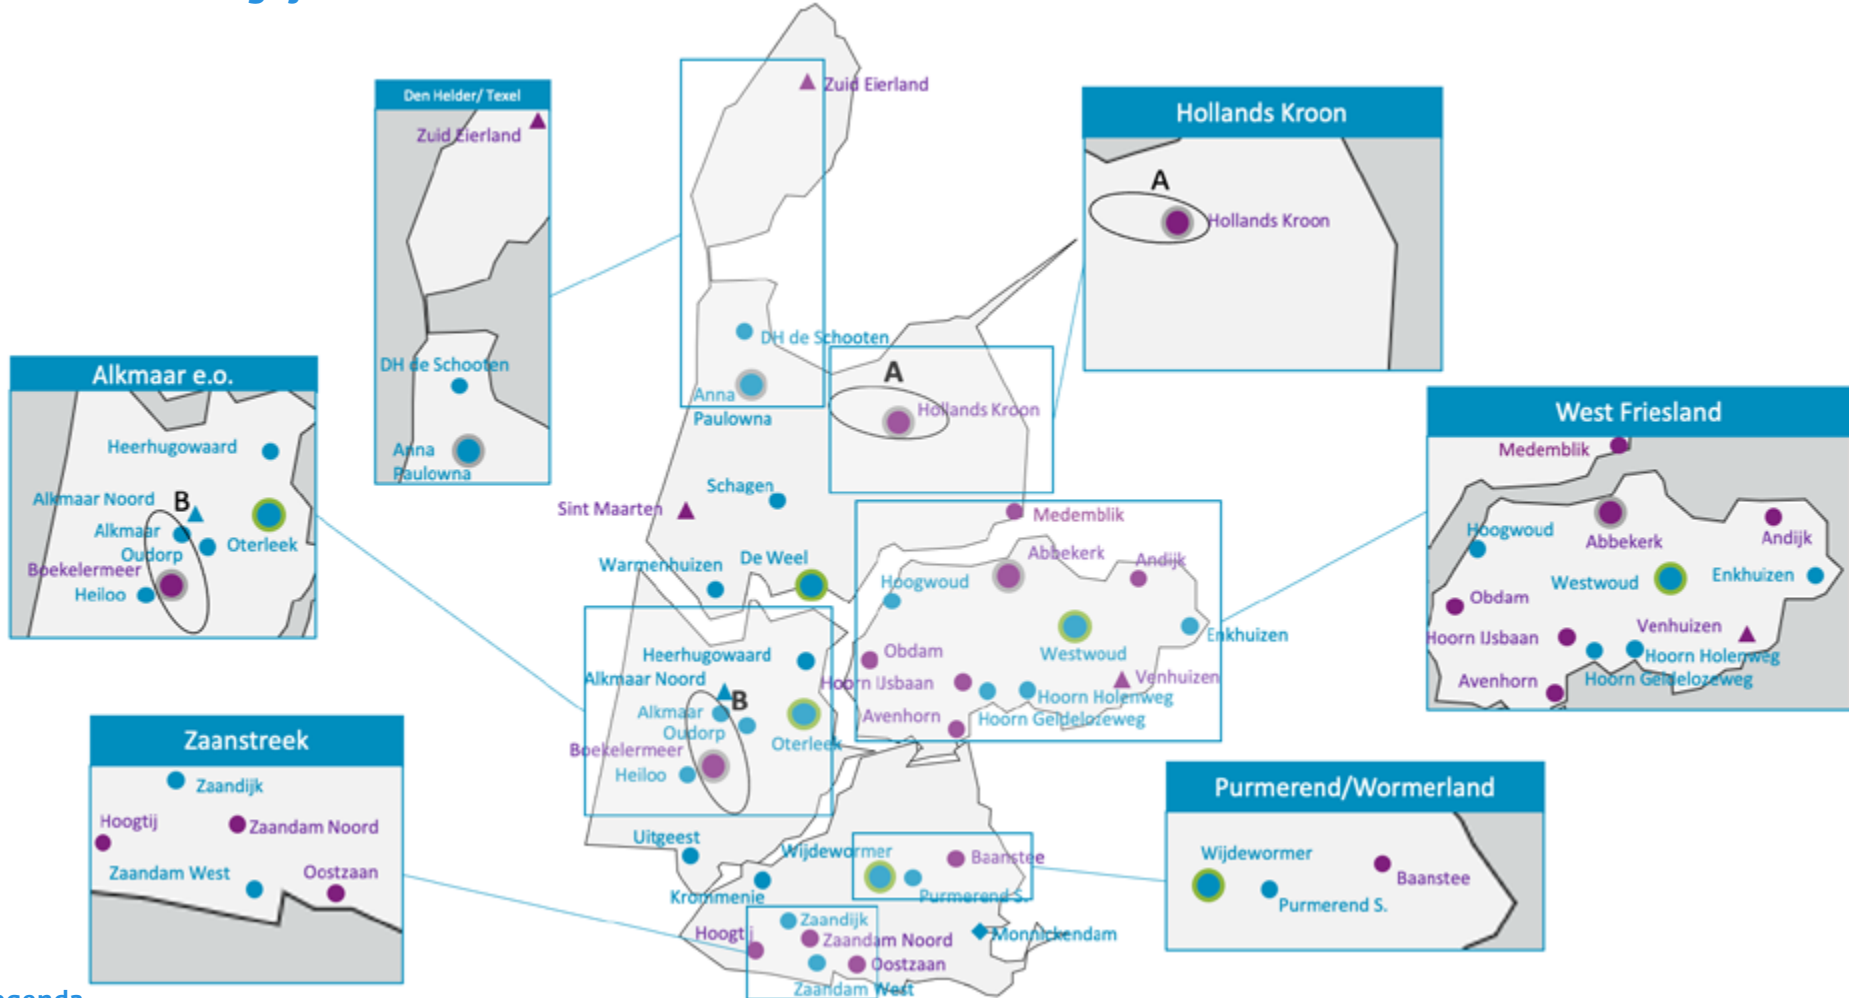 Den Helder/ Texel
Zuid Eierland
DH de Schooten
Anna
Paulowna
Alkmaar e.o.
Heerhugowaard
Alkmaar Noord
B
Alkmaar
Oudorp
Oterleek
Boekelermeer
Heiloo
Zaanstreek
Zaandijk
Hoogtij
Zaandam Noord
Zaandam West
Oostzaan
Zuid Eierland
DH de Schooten
Anna
Paulowna
A
Hollands Kroon
Schagen
Sint Maarten
Medemblik
Warmenhuizen
De Weel
Abbekerk
Andijk
Hoogwoud
Enkhuizen
Westwoud
Obdam
Heerhugowaard
Alkmaar Noord
B
Hoorn IJsbaan
Venhuizen
Hoorn Holenweg
Alkmaar
Oudorp
Avenhorn
Hoorn Geldelozeweg
Oterleek
Boekelermeer
Heiloo
Uitgeest
Wijdewormer
Baanstee
Krommenie
Purmerend S.
Zaandijk
Hoogtij
Zaandam Noord
Monnickendam
Oostzaan
Zaandam West
Hollands Kroon
A
Hollands Kroon
West Friesland
Medemblik
Hoogwoud
Abbekerk
Andijk
Westwoud
Enkhuizen
Obdam
Venhuizen
Hoorn IJsbaan
Hoorn Holenweg
Avenhorn
Hoorn Geldelozeweg
Purmerend/Wormerland
Wijdewormer
Baanstee
Purmerend S.